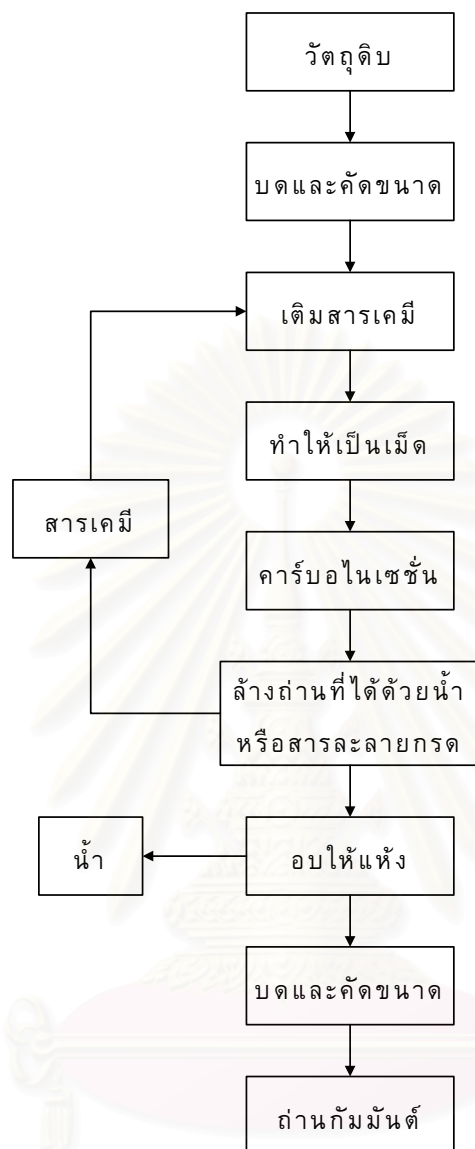 วัตถุดิบ
บดและคัดขนาด
เติมสารเคมี
ทำให้เป็นเม็ด
สารเคมี
คาร์บอไนเซชั่น
ล้างถ่านที่ได้ด้วยน้ำ
หรือสารละลายกรด
น้ำ
อบให้แห้ง
บดและคัดขนาด
ถ่านกัมมันต์